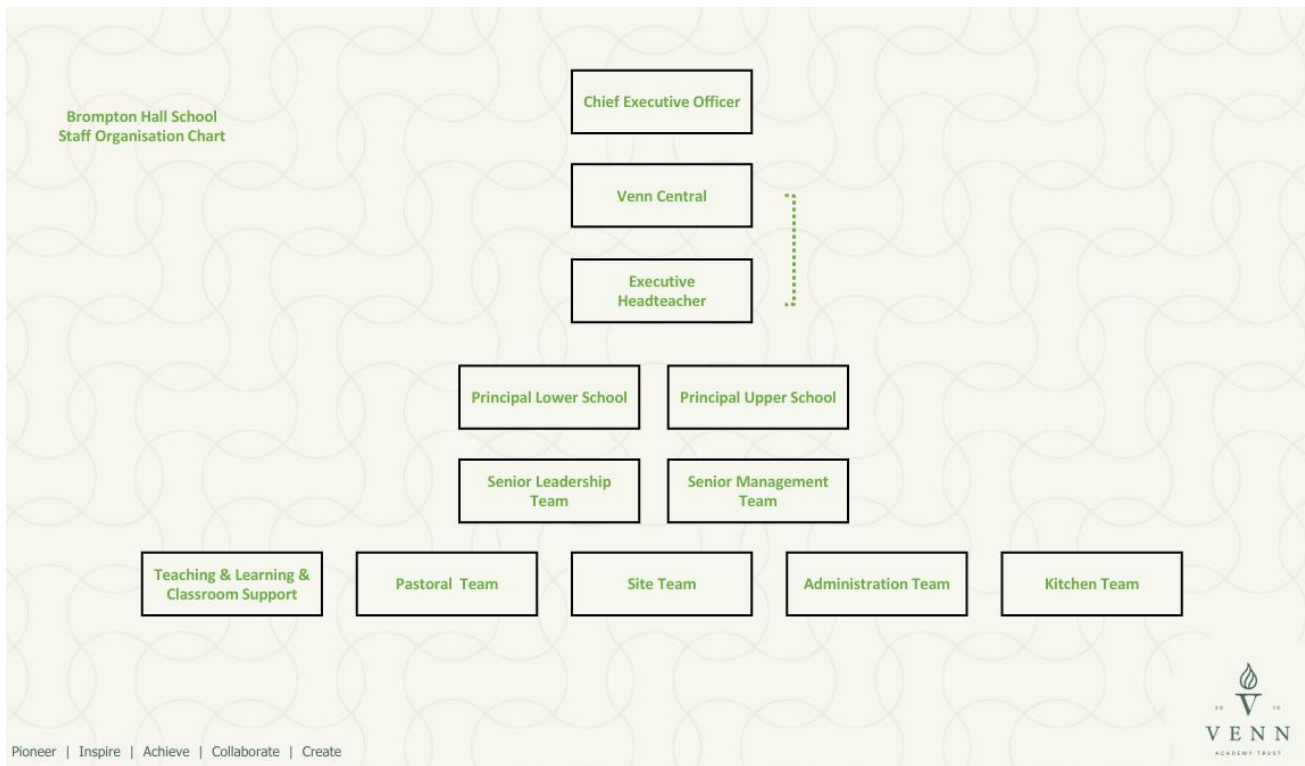 Brompton Hall School
Staff Organisation Chart
Chief Executive Officer
Venn Central
Executive
Headteacher
Principal Lower School
Principal Upper School
Senior Leadership
Team
Senior Management
Team
Teaching & Learning &
Classroom Support
Pastoral Team
Site Team
Administration Team
Kitchen Team
20 V 10
VENN
ACADEMY TRUST
Pioneer | Inspire | Achieve | Collaborate | Create